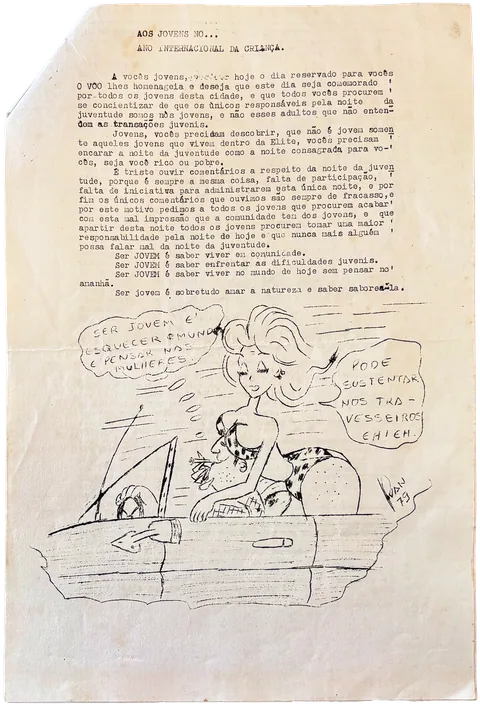 AOS JOVENS NO...
ANO INTERNACIONAL DA CRIANÇA.
A vocês jovens, hoje o dia reservado para vocês
O VOO lhes homenageia e deseja que este dia seja comemorado '
por todos os jovens desta cidade, e que todos vocês procurem '
se concientizar de que os únicos responsáveis pela noite da
juventude somos nós jovens, e não esses adultos que não enten-
dem as transações juvenis.
Jovens, vocês precisam descobrir, que não é jovem somen
te aqueles jovens que vivem dentro da Elite, vocês precisam '
encarar a noite da juventude como a noite consagrada para vo-'
cês, seja você rico ou pobre.
É triste ouvir comentários a respeito da noite da juven
tude, porque é sempre a mesma coisa, falta de participação, '
falta de iniciativa para administrarem esta única noite, e por
fim os únicos comentários que ouvimos são sempre de fracasso,e
por este motivo pedimos a todos os jovens que procurem acabar'
com esta mal impressão que a comunidade tem dos jovens, e que
apartir desta noite todos os jovens procurem tomar uma maior '
responsabilidade pela noite de hoje e que nunca mais alguém '
possa falar mal da noite da juventude.
Ser JOVEM é saber viver em comunidade.
Ser JOVEM é saber enfrentar as dificuldades juvenis.
Ser JOVEM é saber viver no mundo de hoje sem pensar no'
amanhã.
Ser jovem é sobretudo amar a natureza e saber saboreá-la.
SER JOVEM É
ESQUECER O MUNDO
E PENSAR NAS
MULHERES.
PODE
SUSTENTAR
NOS TRA-
VESSEIROS
EH! EH.
79